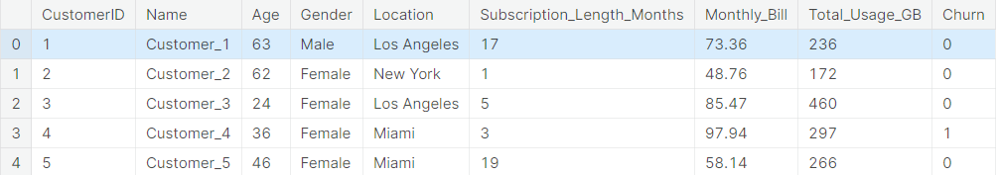 CustomerID Name Age Gender Location Subscription_Length_Months Monthly_Bill Total_Usage_GB Churn
0 1 Customer_1 63 Male Los Angeles 17 73.36 236 0
1 2 Customer_2 62 Female New York 1 48.76 172 0
2 3 Customer_3 24 Female Los Angeles 5 85.47 460 0
3 4 Customer_4 36 Female Miami 3 97.94 297 1
4 5 Customer_5 46 Female Miami 19 58.14 266 0